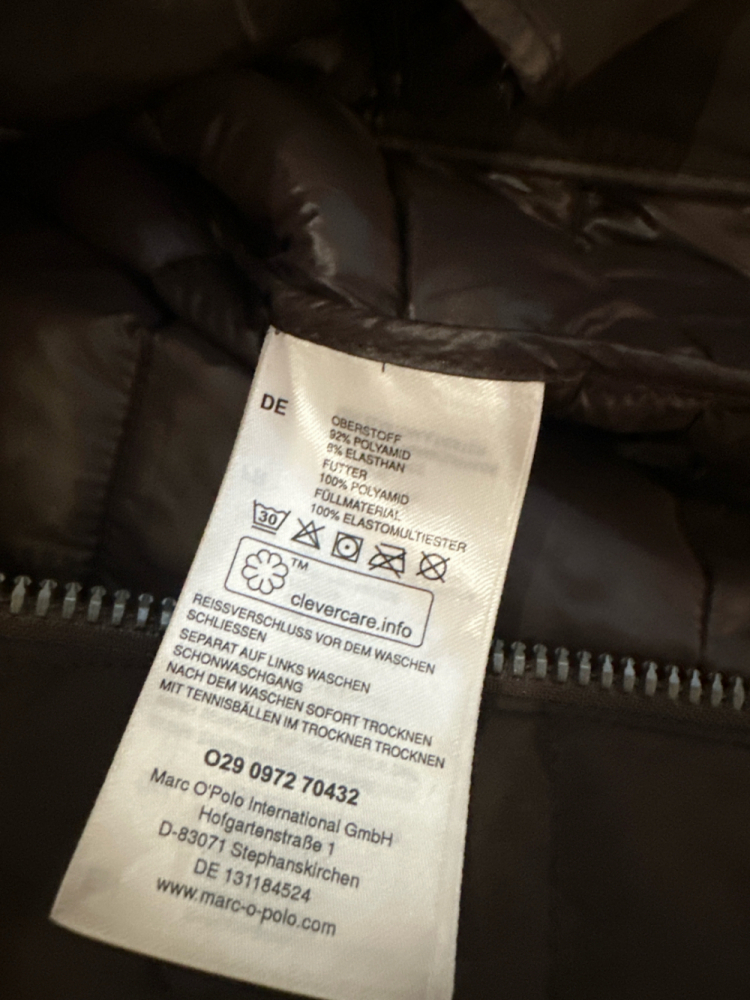 DE
OBERSTOFF
92% POLYAMID
8% ELASTHAN
FUTTER
100% POLYAMID
FÜLLMATERIAL
100% ELASTOMULTIESTER
30
TM
clevercare.info
REISSVERSCHLUSS VOR DEM WASCHEN
SCHLIESSEN
SEPARAT AUF LINKS WASCHEN
SCHONWASCHGANG
NACH DEM WASCHEN SOFORT TROCKNEN
MIT TENNISBÄLLEN IM TROCKNER TROCKNEN
O29 0972 70432
Marc O'Polo International GmbH
Hofgartenstraße 1
D-83071 Stephanskirchen
DE 131184524
www.marc-o-polo.com